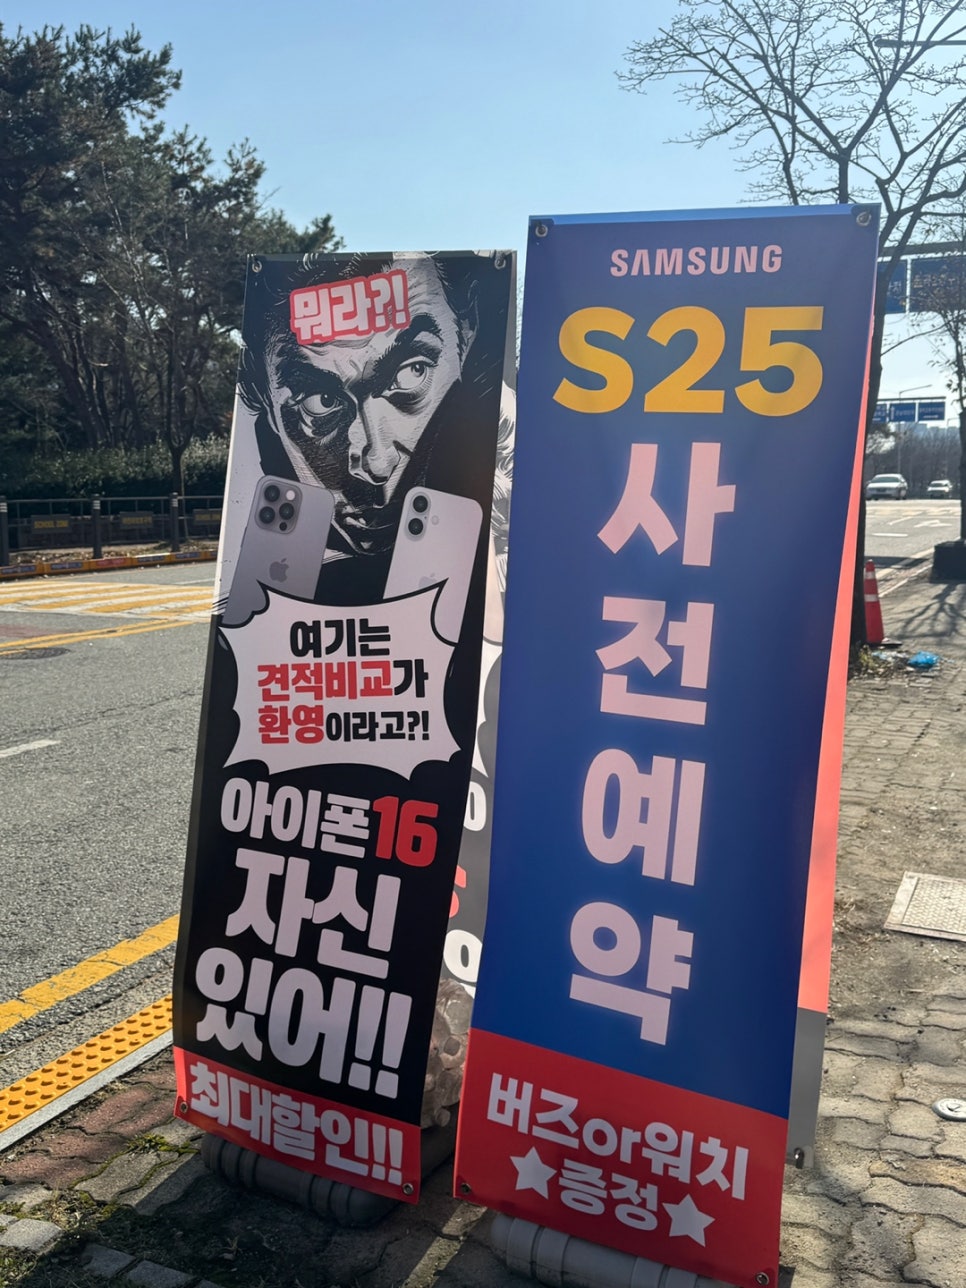 뭐라?!
여기는
견적비교가
환영이라고?!
아이폰16
자신
있어!!
최대할인!!
SAMSUNG
S25
사전예약
버즈or워치
증정
SCHOOL ZONE